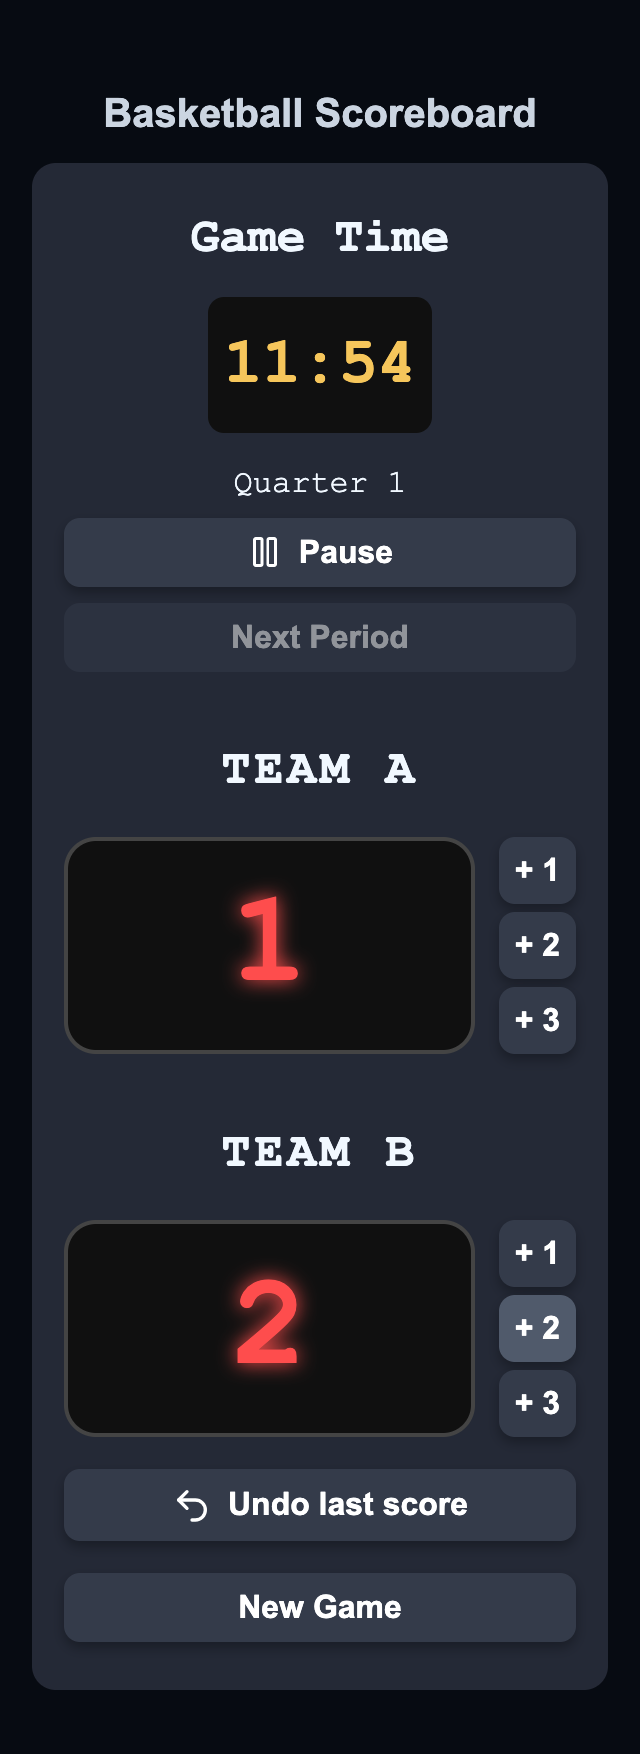 Basketball Scoreboard
Game Time
11:54
Quarter 1
Pause
Next Period
TEAM A
1
+ 1
+ 2
+ 3
TEAM B
2
+ 1
+ 2
+ 3
Undo last score
New Game